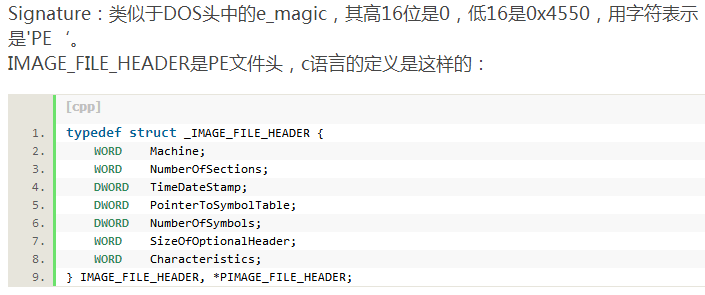 Signature：类似于DOS头中的e_magic，其高16位是0，低16是0x4550，用字符表示
是'PE‘。
IMAGE_FILE_HEADER是PE文件头，c语言的定义是这样的：
[cpp]
1. typedef struct _IMAGE_FILE_HEADER {
2. WORD Machine;
3. WORD NumberOfSections;
4. DWORD TimeDateStamp;
5. DWORD PointerToSymbolTable;
6. DWORD NumberOfSymbols;
7. WORD SizeOfOptionalHeader;
8. WORD Characteristics;
9. } IMAGE_FILE_HEADER, *PIMAGE_FILE_HEADER;